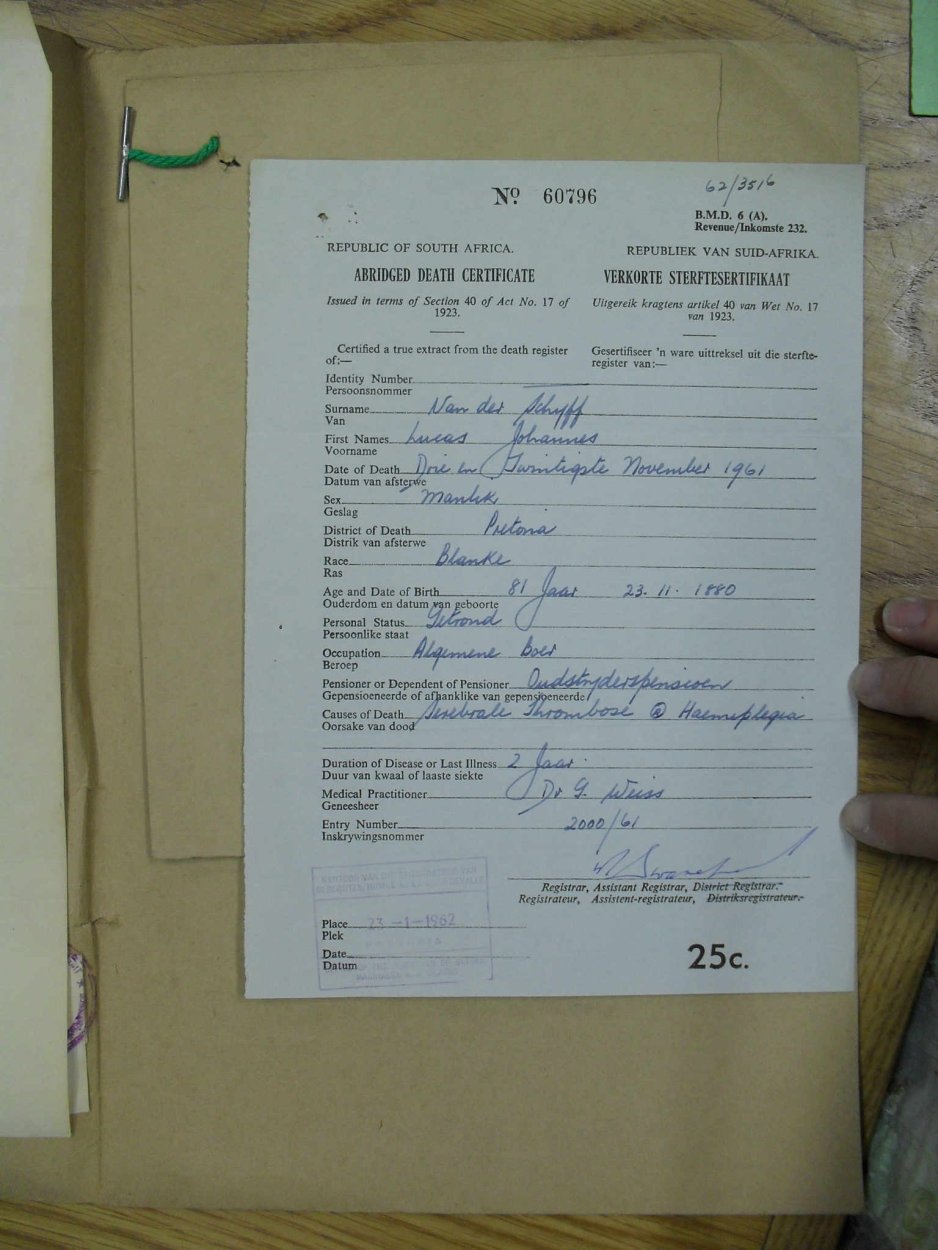 62/3516
Nº 60796
B.M.D. 6 (A).
Revenue/Inkomste 232.
REPUBLIC OF SOUTH AFRICA. REPUBLIEK VAN SUID-AFRIKA.
ABRIDGED DEATH CERTIFICATE VERKORTE STERFTESERTIFIKAAT
Issued in terms of Section 40 of Act No. 17 of
1923.
Uitgereik kragtens artikel 40 van Wet No. 17
van 1923.
Certified a true extract from the death register
of:—
Gesertifiseer 'n ware uittreksel uit die sterfte-
register van:—
Identity Number
Persoonsnommer
Surname Van der Schyff
Van
First Names Lucas Johannes
Voorname
Date of Death Drie en Twintigste November 1961
Datum van afsterwe
Sex Manlik
Geslag
District of Death Pretoria
Distrik van afsterwe
Race Blanke
Ras
Age and Date of Birth 81 Jaar 23.11.1880
Ouderdom en datum van geboorte
Personal Status Getroud
Persoonlike staat
Occupation Algemene Boer
Beroep
Pensioner or Dependent of Pensioner Oudstryderspensioen
Gepensioeneerde of afhanklike van gepensioeneerde
Causes of Death Serebrale Thrombose @ Haemeplegia
Oorsake van dood
Duration of Disease or Last Illness 2 Jaar.
Duur van kwaal of laaste siekte
Medical Practitioner Dr G. Weiss
Geneesheer
Entry Number 2000/61
Inskrywingsnommer
Registrar, Assistant Registrar, District Registrar.
Registrateur, Assistent-registrateur, Distriksregistrateur.
Place 23 -1-1962
Plek
PRETORIA
Date
Datum
25c.